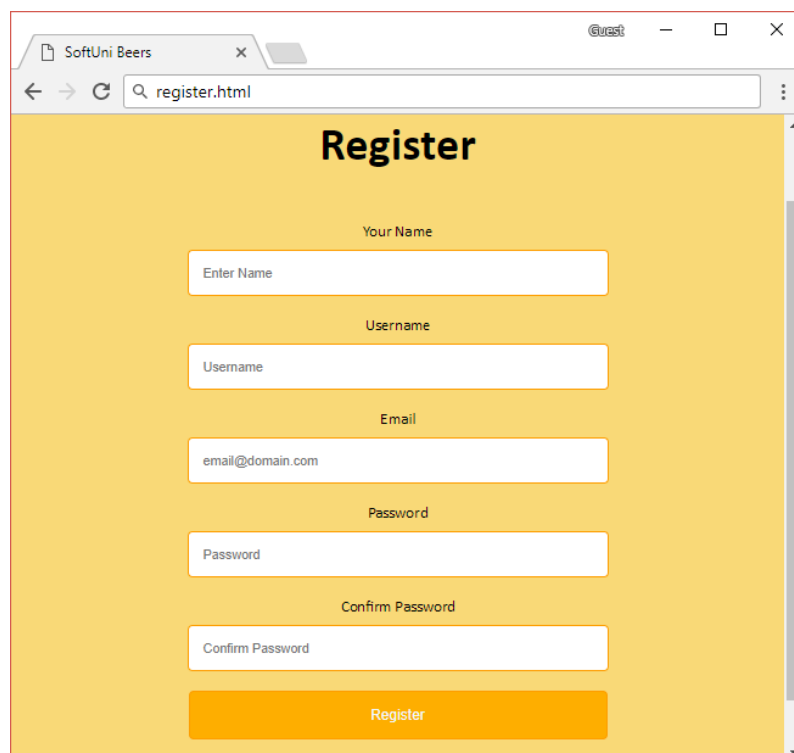 Guest
SoftUni Beers
register.html
Register
Your Name
Enter Name
Username
Username
Email
email@domain.com
Password
Password
Confirm Password
Confirm Password
Register